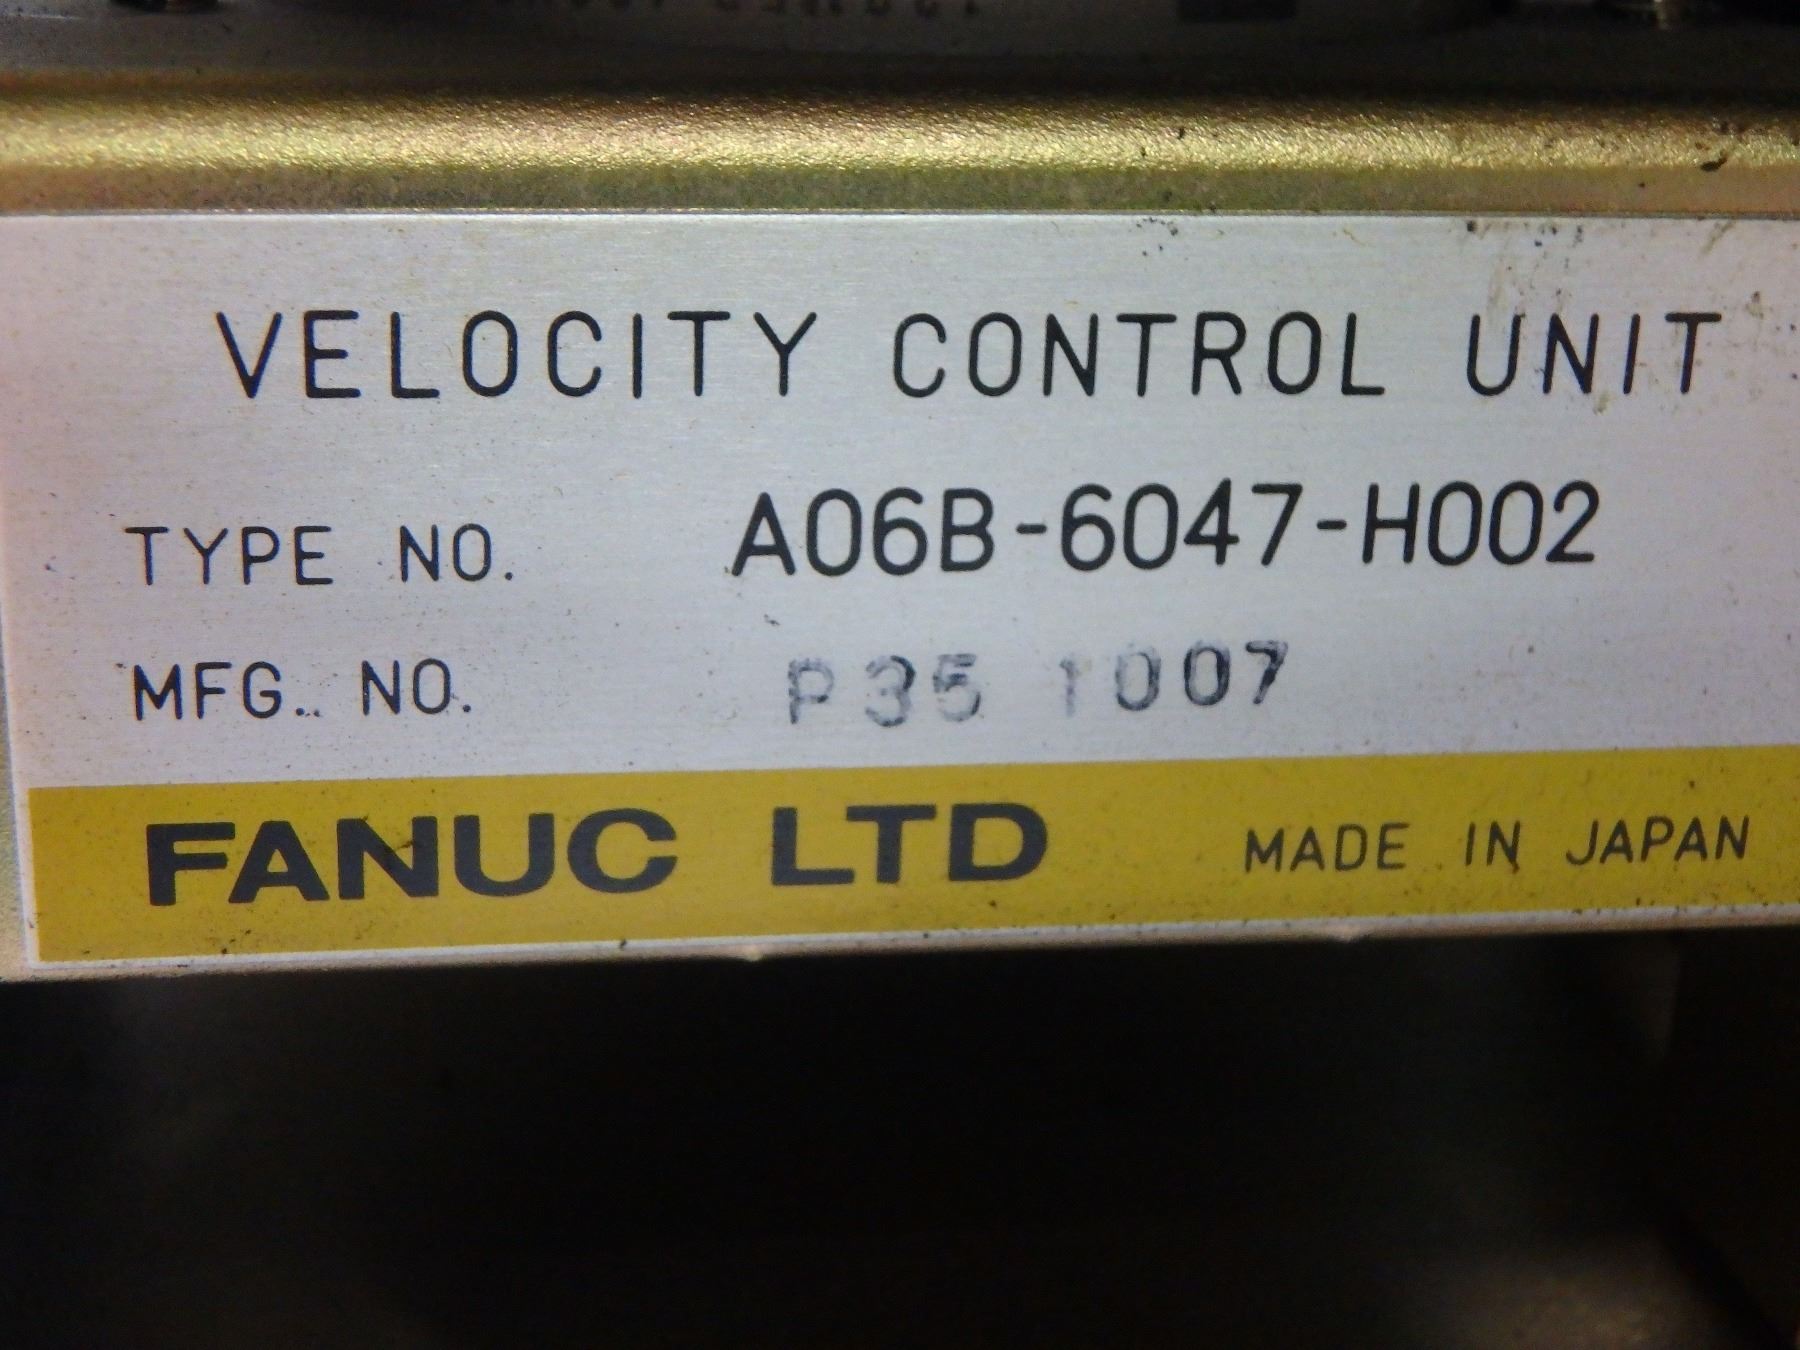 VELOCITY CONTROL UNIT
TYPE NO. A06B-6047-H002
MFG. NO. P35 1007
FANUC LTD MADE IN JAPAN